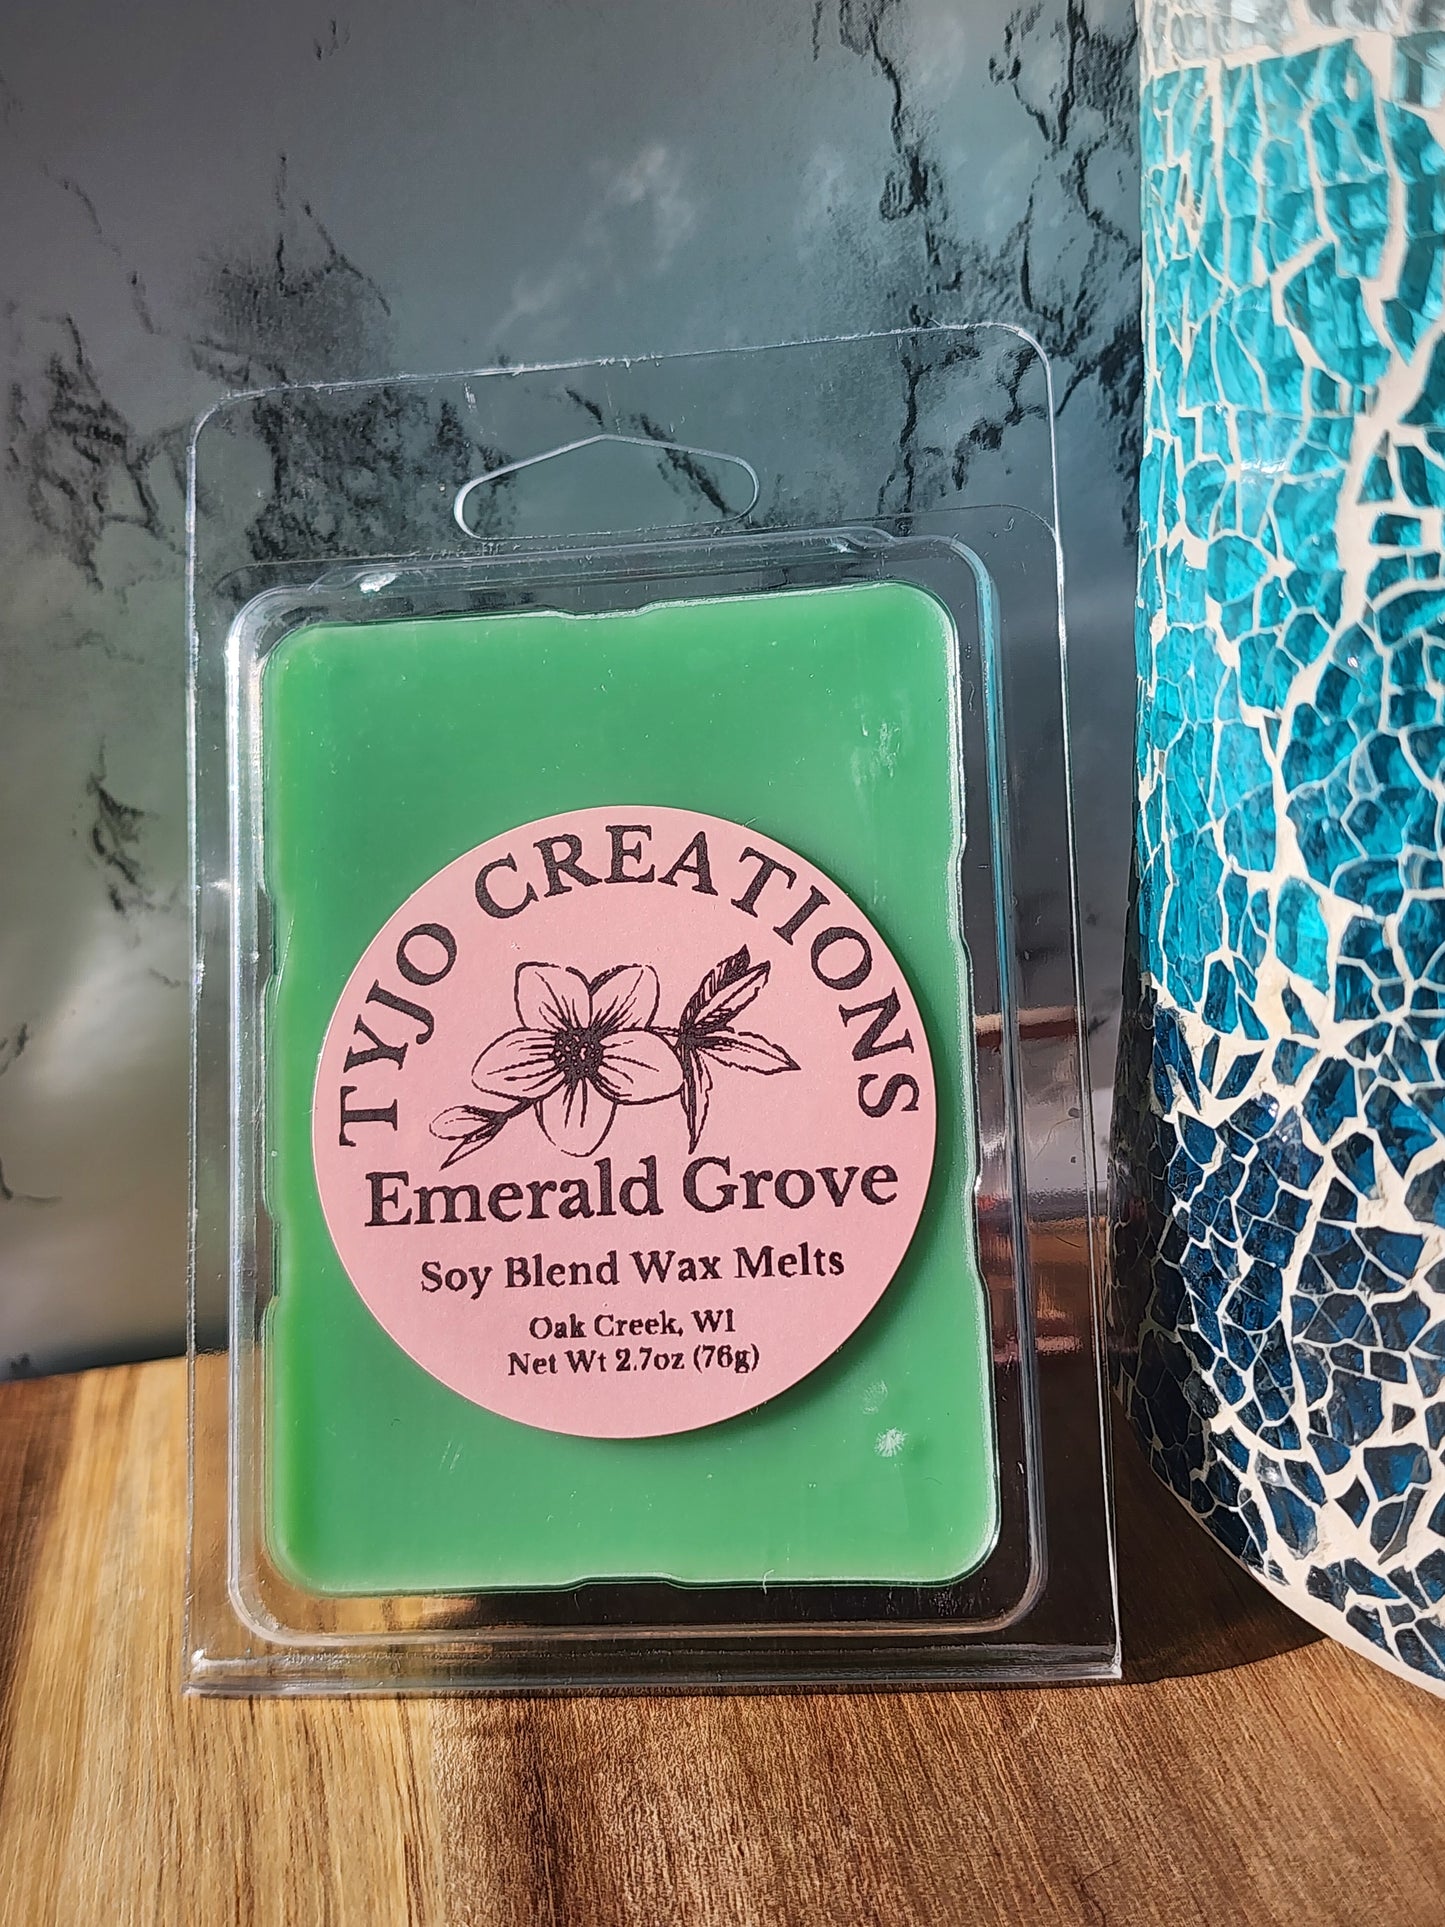 TYJO CREATIONS
Emerald Grove
Soy Blend Wax Melts
Oak Creek, WI
Net Wt 2.7oz (76g)